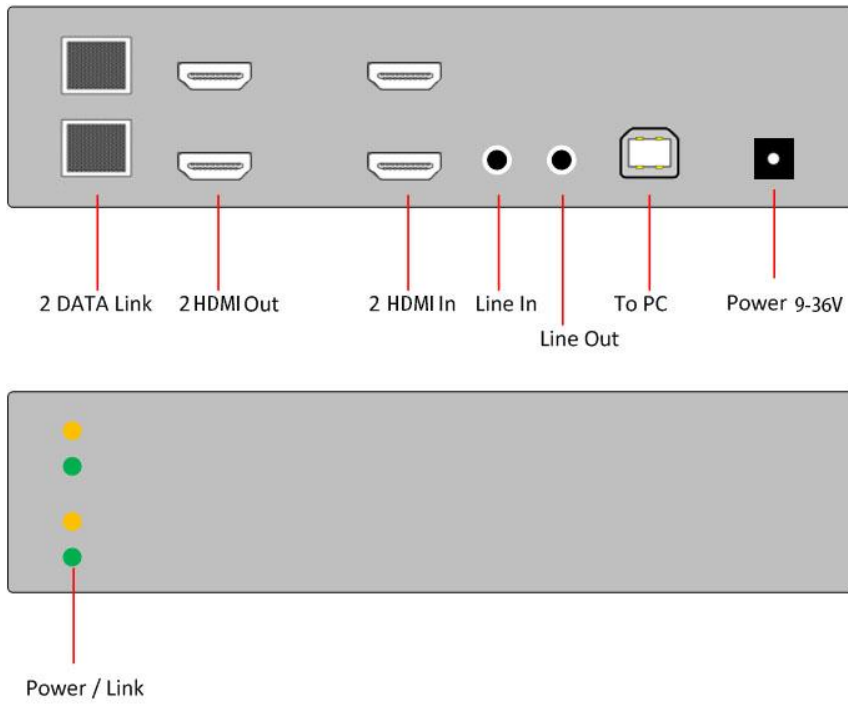 2 DATA Link
2 HDMI Out
2 HDMI In
Line In
To PC
Power 9-36V
Line Out
Power / Link